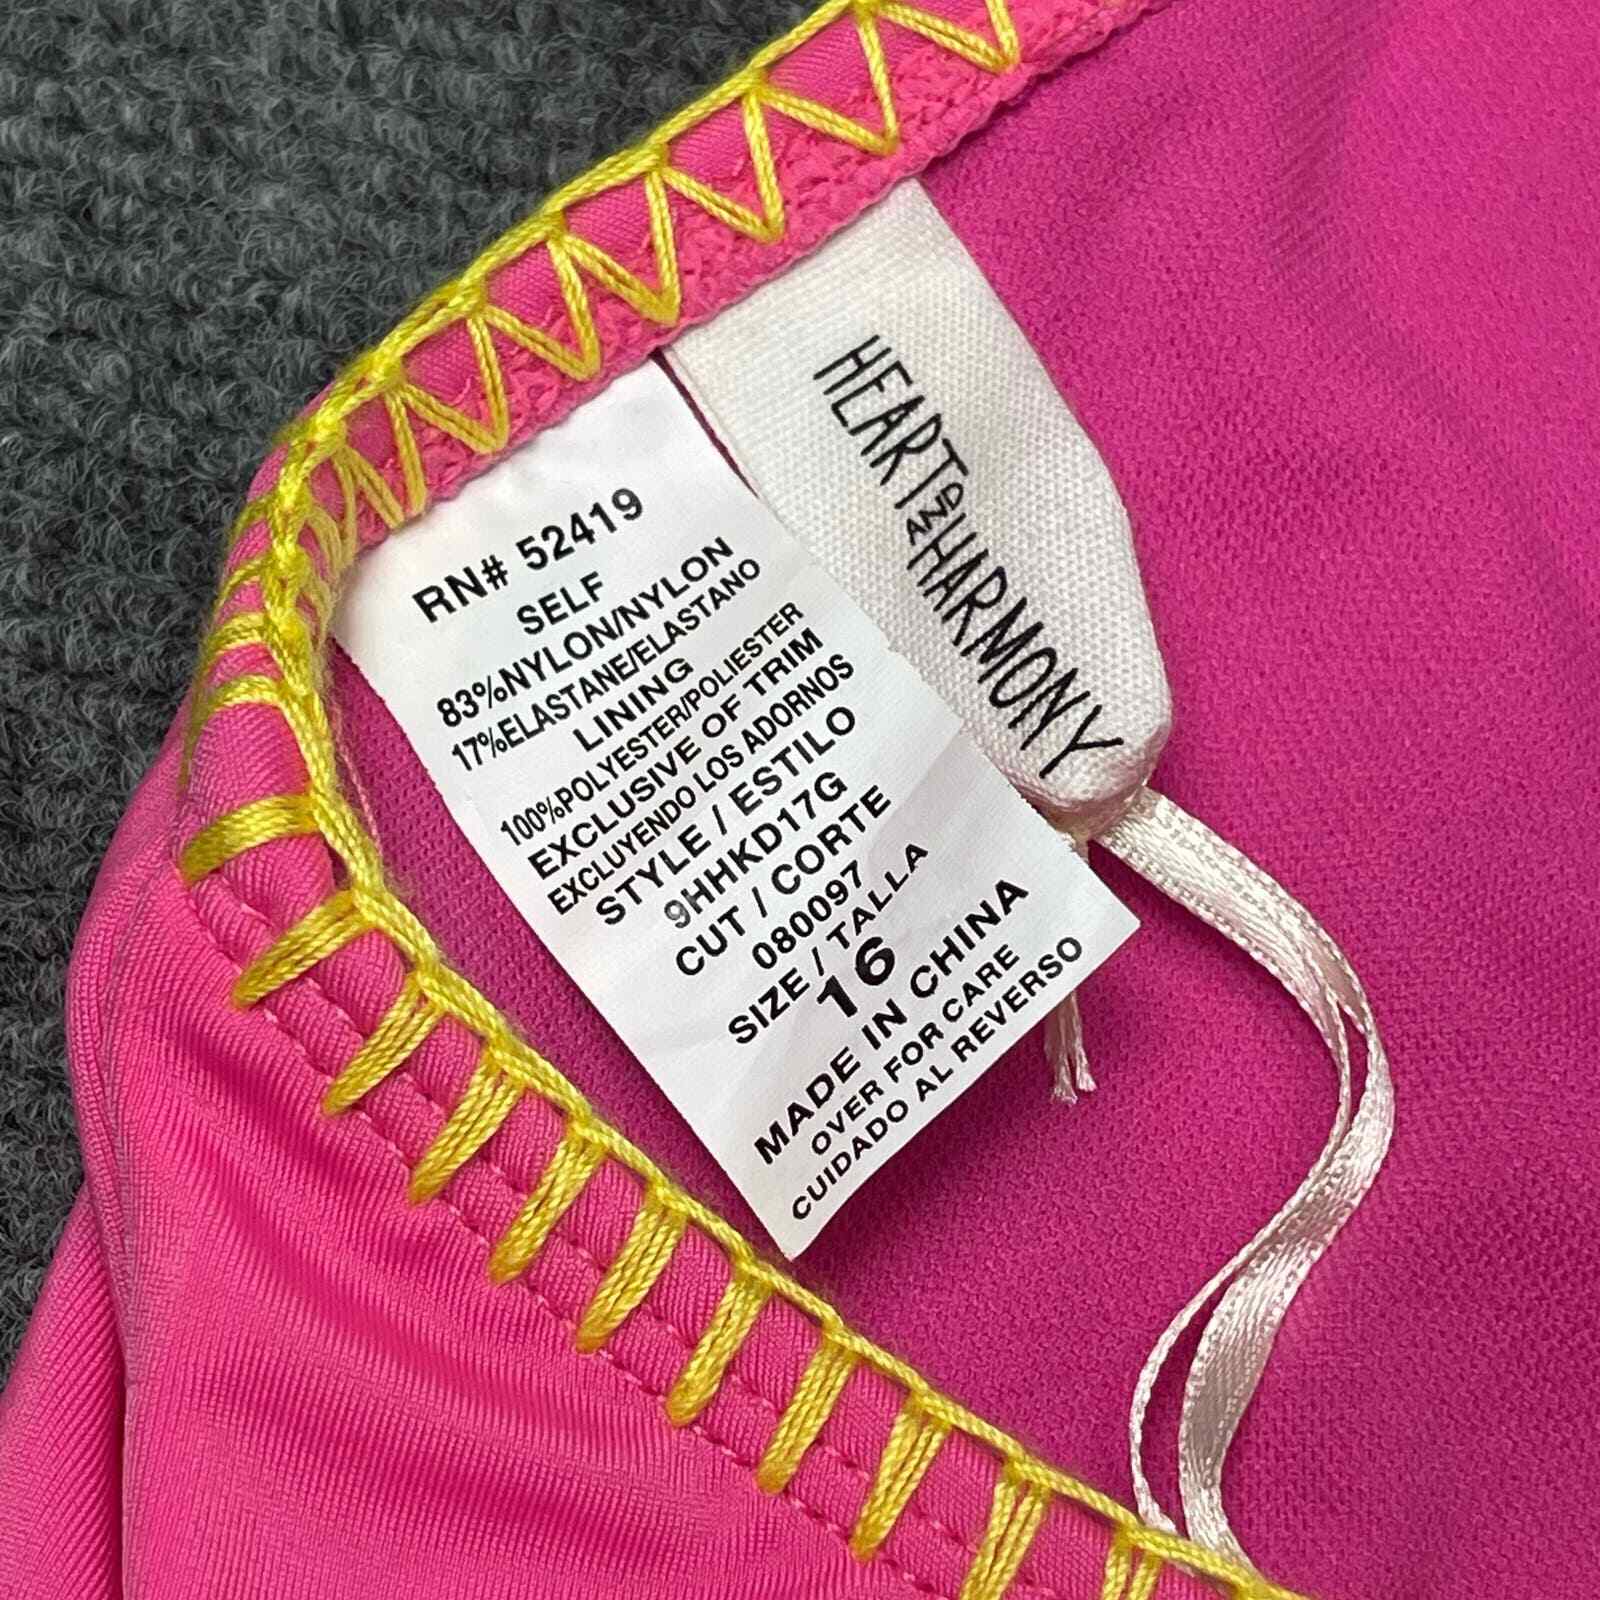 HEART AND HARMONY
RN# 52419
SELF
83%NYLON/NYLON
17%ELASTANE/ELASTANO
LINING
100%POLYESTER/POLIESTER
EXCLUSIVE OF TRIM
EXCLUYENDO LOS ADORNOS
STYLE / ESTILO
9HHKD17G
CUT / CORTE
080097
SIZE / TALLA
16
MADE IN CHINA
OVER FOR CARE
CUIDADO AL REVERSO